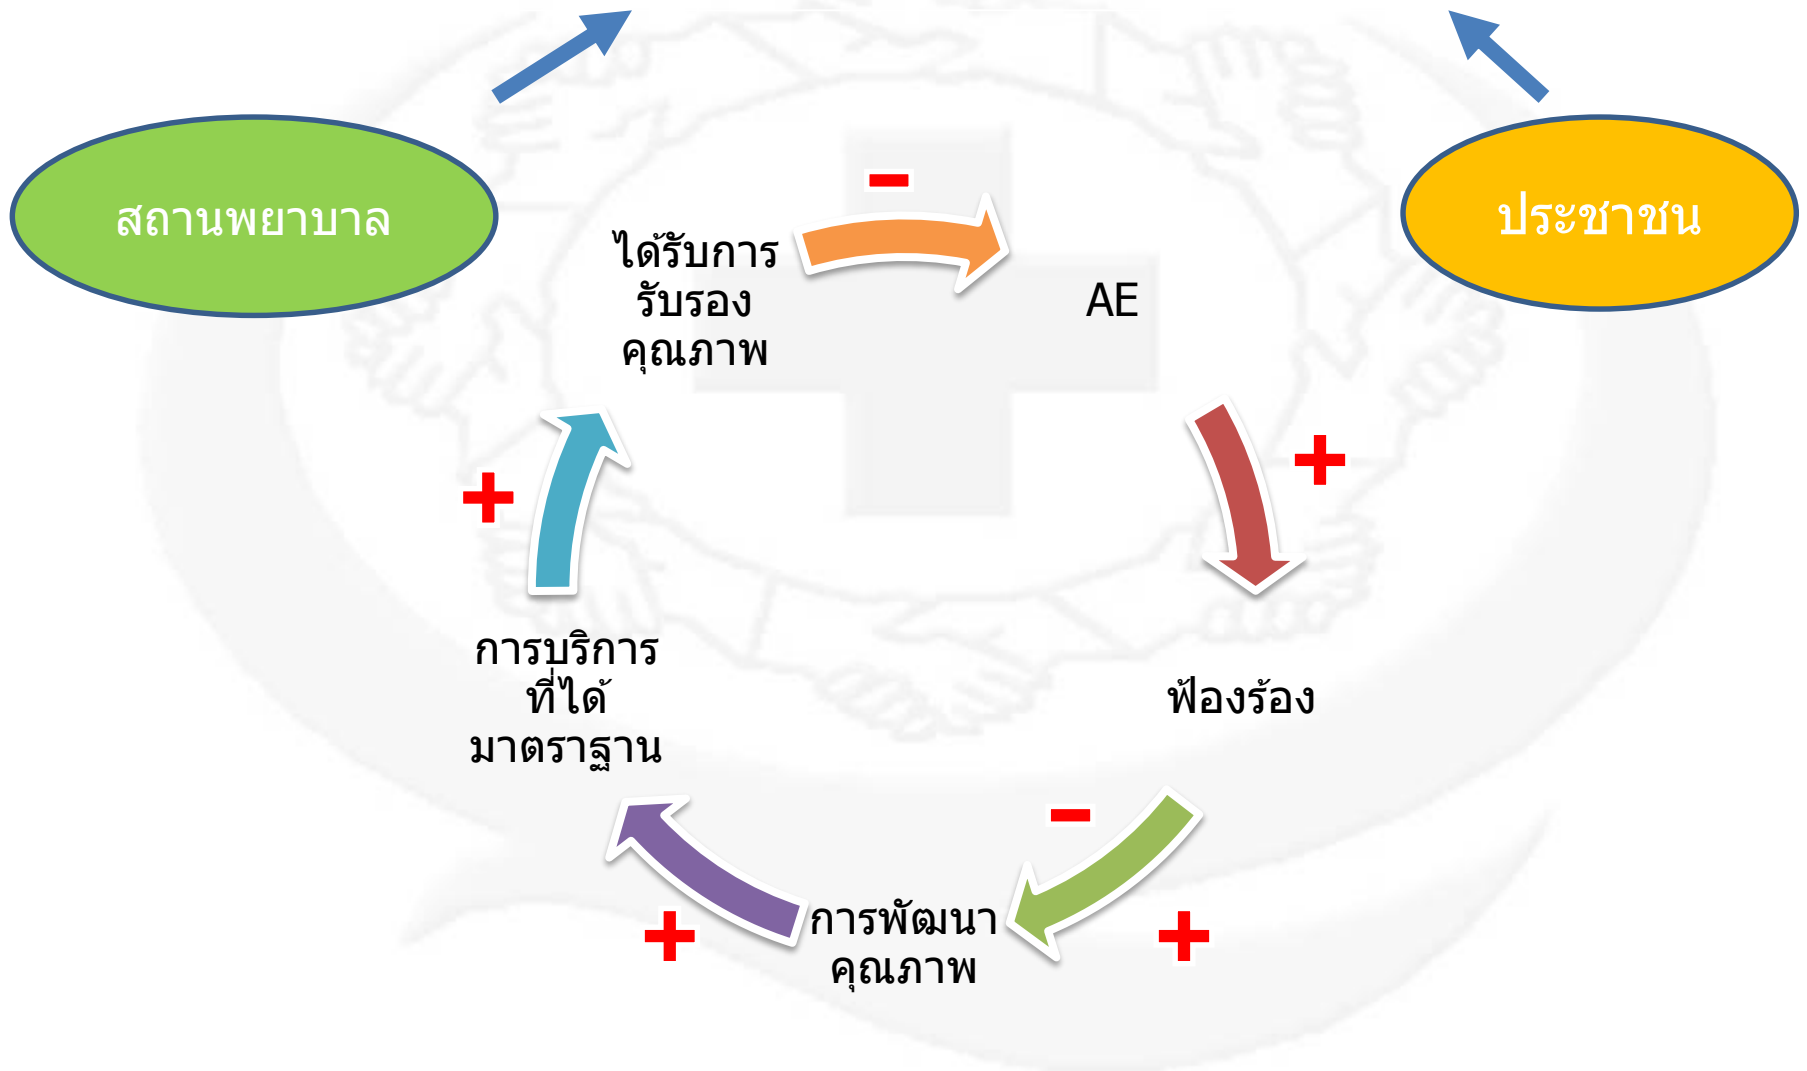 สถานพยาบาล
ประชาชน
−
ได้รับการ
รับรอง
คุณภาพ
AE
+
+
การบริการ
ที่ได้
มาตราฐาน
ฟ้องร้อง
−
+
การพัฒนา
คุณภาพ
+